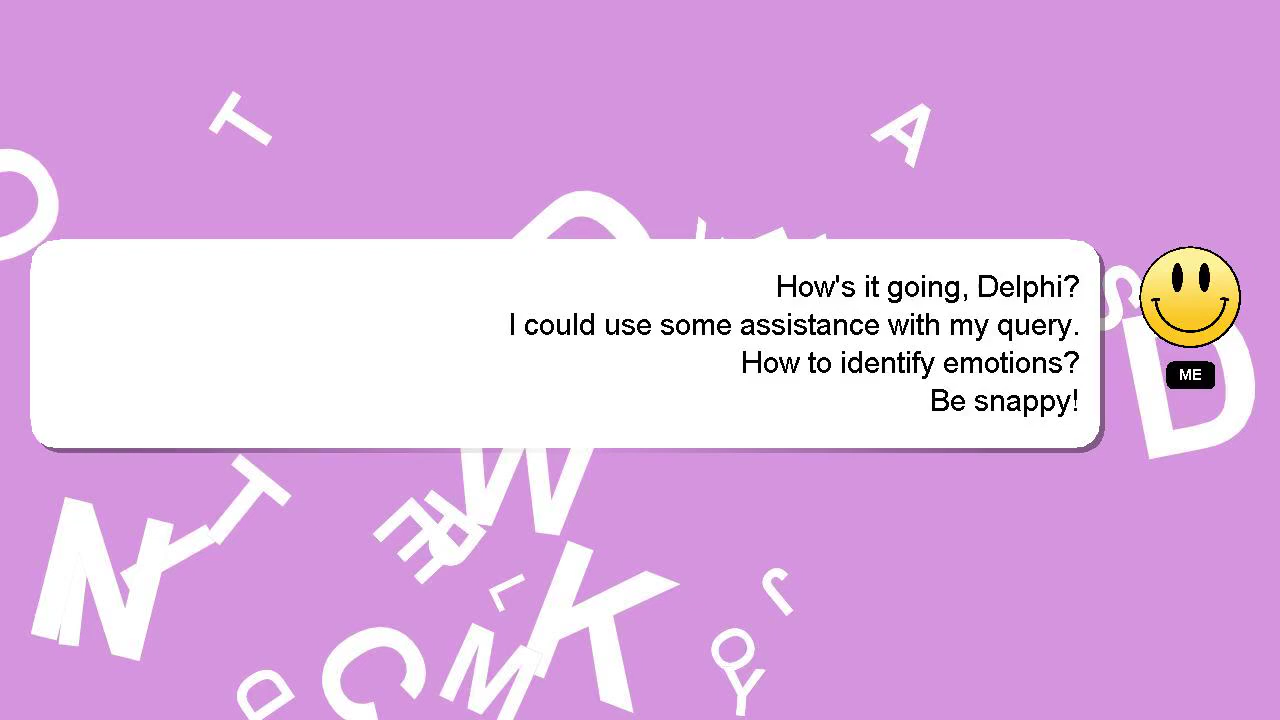 How's it going, Delphi?
I could use some assistance with my query.
How to identify emotions?
Be snappy!
ME
T
A
O
S
D
T
N
Y
W
E
R
L
K
J
M
C
O
Y
D